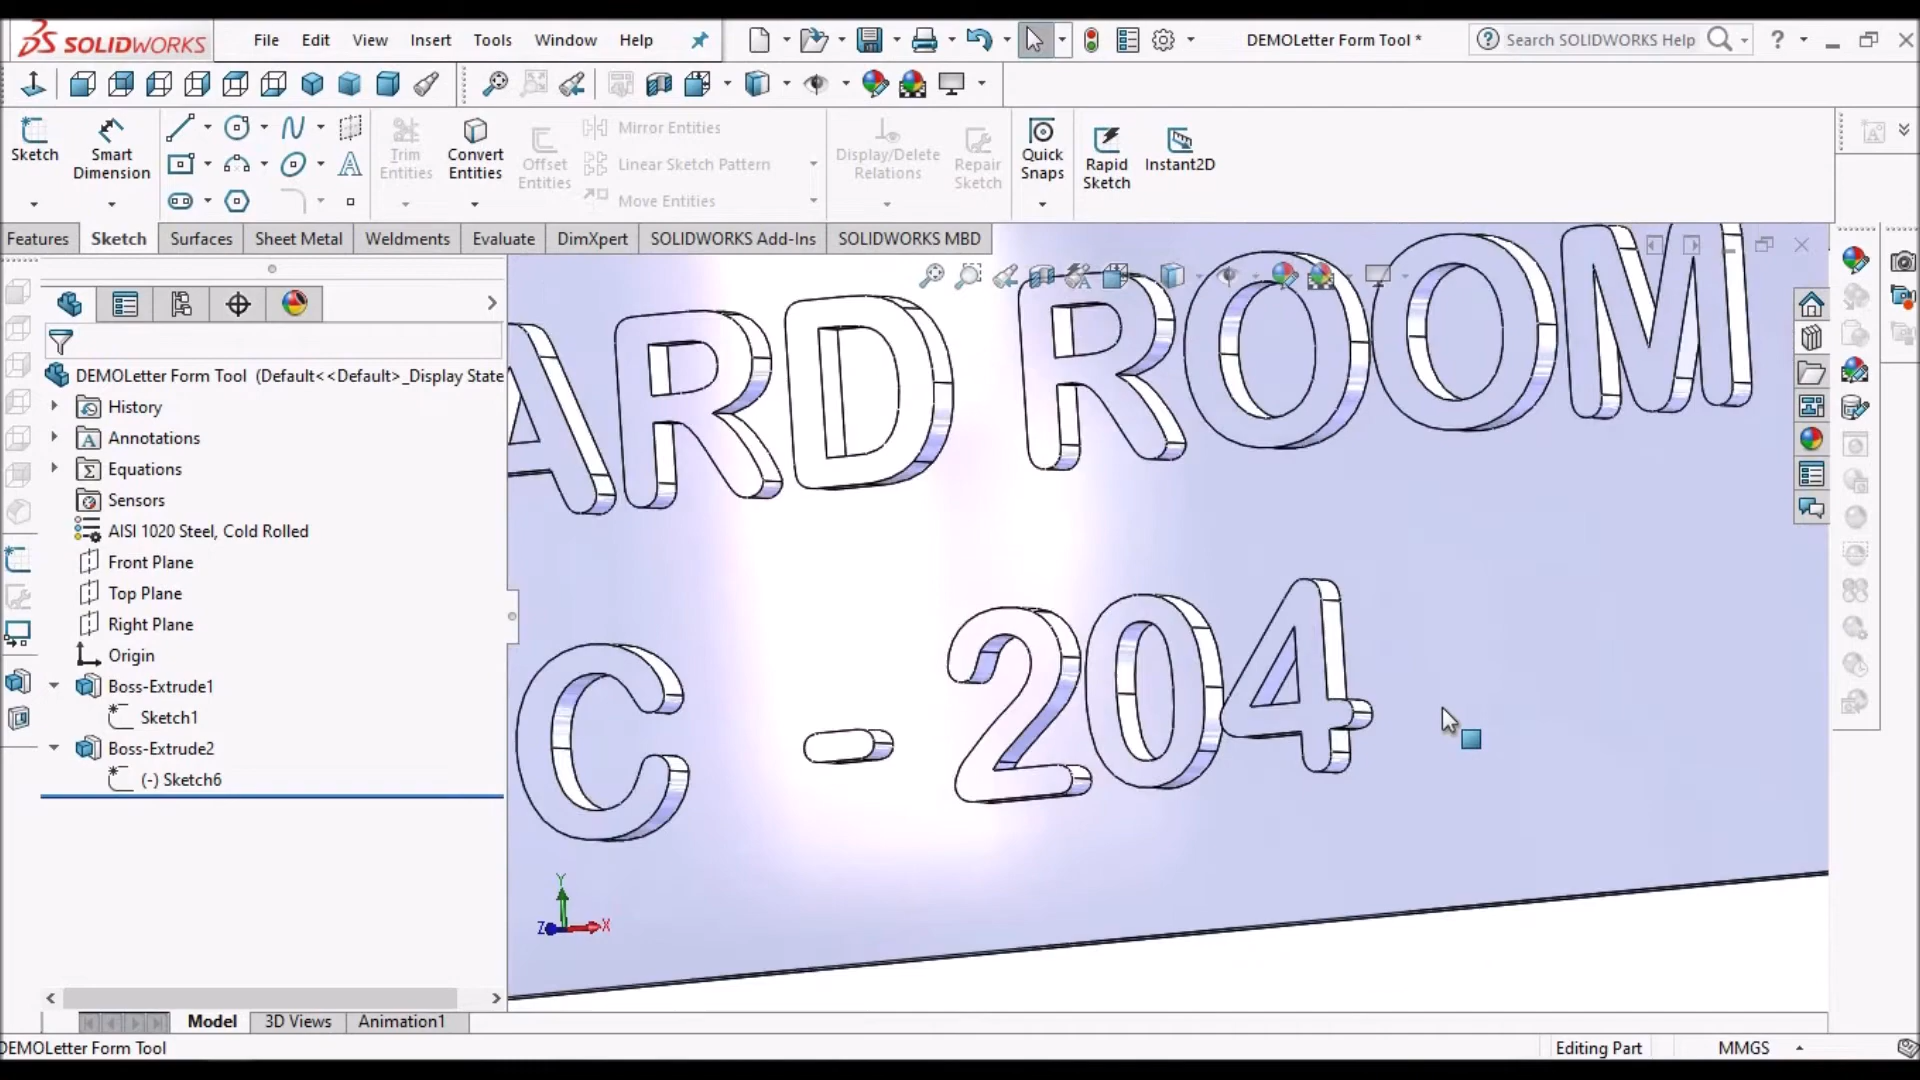 SOLIDWORKS File Edit View Insert Tools Window Help DEMOLetter Form Tool * Search SOLIDWORKS Help
Sketch Smart Dimension Trim Entities Convert Entities Offset Entities Mirror Entities Linear Sketch Pattern Move Entities Display/Delete Relations Repair Sketch Quick Snaps Rapid Sketch Instant2D
Features Sketch Surfaces Sheet Metal Weldments Evaluate DimXpert SOLIDWORKS Add-Ins SOLIDWORKS MBD
DEMOLetter Form Tool (Default<<Default>_Display State
History
Annotations
Equations
Sensors
AISI 1020 Steel, Cold Rolled
Front Plane
Top Plane
Right Plane
Origin
Boss-Extrude1
Sketch1
Boss-Extrude2
(-) Sketch6
ARD ROOM
C - 204
Y
Z X
Model 3D Views Animation1
DEMOLetter Form Tool Editing Part MMGS